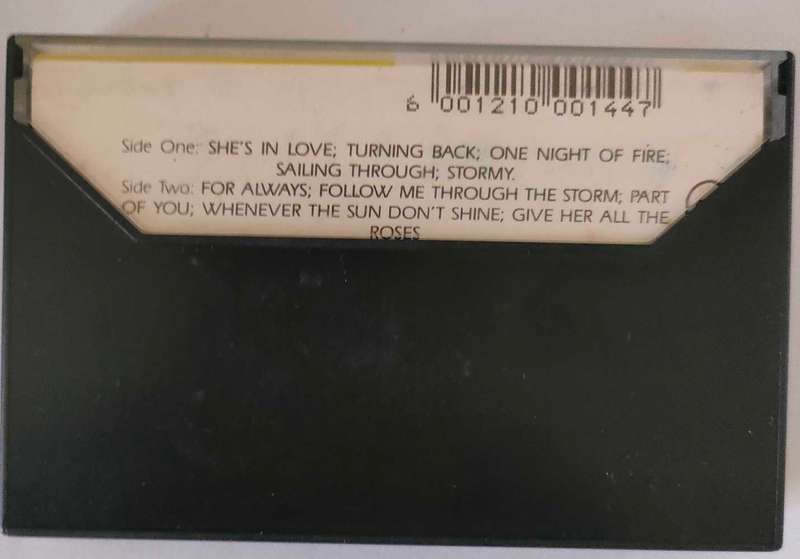 6 001210 001447
Side One: SHE'S IN LOVE; TURNING BACK; ONE NIGHT OF FIRE;
SAILING THROUGH; STORMY.
Side Two: FOR ALWAYS; FOLLOW ME THROUGH THE STORM; PART
OF YOU; WHENEVER THE SUN DON'T SHINE; GIVE HER ALL THE
ROSES